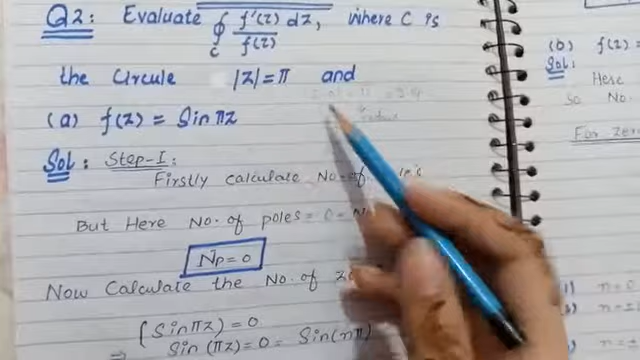 Q2: Evaluate ∮c f'(z) dz / f(z), where C is
the Circule |z|=π and
(a) f(z) = Sin πz
Sol: Step-I:
Firstly calculate No. of
But Here No. of poles = 0 = N
Np = 0
Now Calculate the No. of
(Sin πz) = 0
⇒ Sin (πz) = 0 = Sin(nπ)
(b) f(z) =
Sol:
Here
So No.
For Zero
n = 0